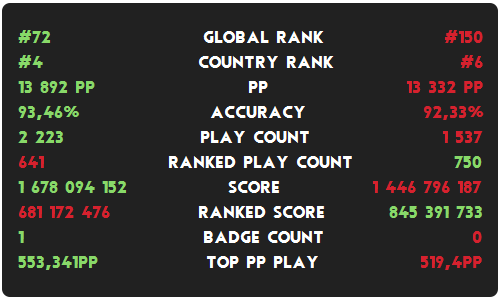 #72 GLOBAL RANK #150
#4 COUNTRY RANK #6
13 892 PP PP 13 332 PP
93,46% ACCURACY 92,33%
2 223 PLAY COUNT 1 537
641 RANKED PLAY COUNT 750
1 678 094 152 SCORE 1 446 796 187
681 172 476 RANKED SCORE 845 391 733
1 BADGE COUNT 0
553,341PP TOP PP PLAY 519,4PP